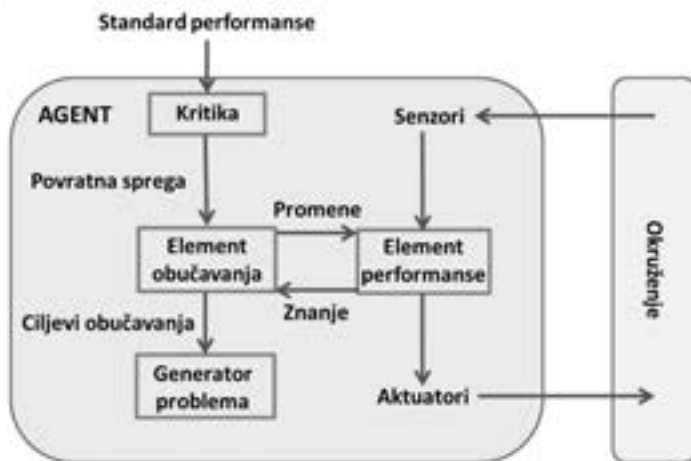 Standard performanse
AGENT
Kritika
Senzori
Povratna sprega
Promene
Element
obučavanja
Element
performanse
Znanje
Ciljevi obučavanja
Generator
problema
Aktuatori
Okruženje